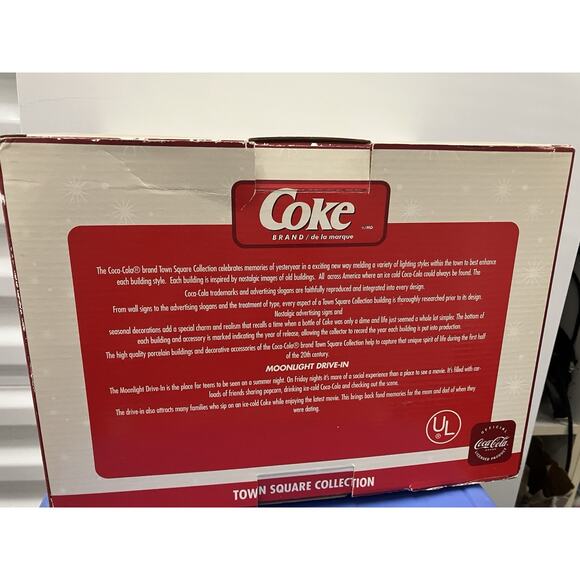 Coke
BRAND / de la marque
The Coca-Cola® brand Town Square Collection celebrates memories of yesteryear in a exciting new way melding a variety of lighting styles within the town to best enhance
each building style. Each building is inspired by nostalgic images of old buildings. All across America where an ice cold Coca-Cola could always be found. The
Coca-Cola trademarks and advertising slogans are faithfully reproduced and integrated into every design.
From wall signs to the advertising slogans and the treatment of type, every aspect of a Town Square Collection building is thoroughly researched prior to its design.
Nostalgic advertising signs and
seasonal decorations add a special charm and realism that recalls a time when a bottle of Coke was only a dime and life just seemed a whole lot simpler. The bottom of
each building and accessory is marked indicating the year of release, allowing the collector to record the year each building is put into production.
The high quality porcelain buildings and decorative accessories of the Coca-Cola® brand Town Square Collection help to capture that unique spirit of life during the first half
of the 20th century.
MOONLIGHT DRIVE-IN
The Moonlight Drive-In is the place for teens to be seen on a summer night. On Friday nights it's more of a social experience than a place to see a movie. It's filled with car-
loads of friends sharing popcorn, drinking ice-cold Coca-Cola and checking out the scene.
The drive-in also attracts many families who sip on an ice-cold Coke while enjoying the latest movie. This brings back fond memories for the mom and dad of when they
were dating.
UL
®
OFFICIAL
Coca-Cola
BRAND
LICENSED PRODUCT
TOWN SQUARE COLLECTION